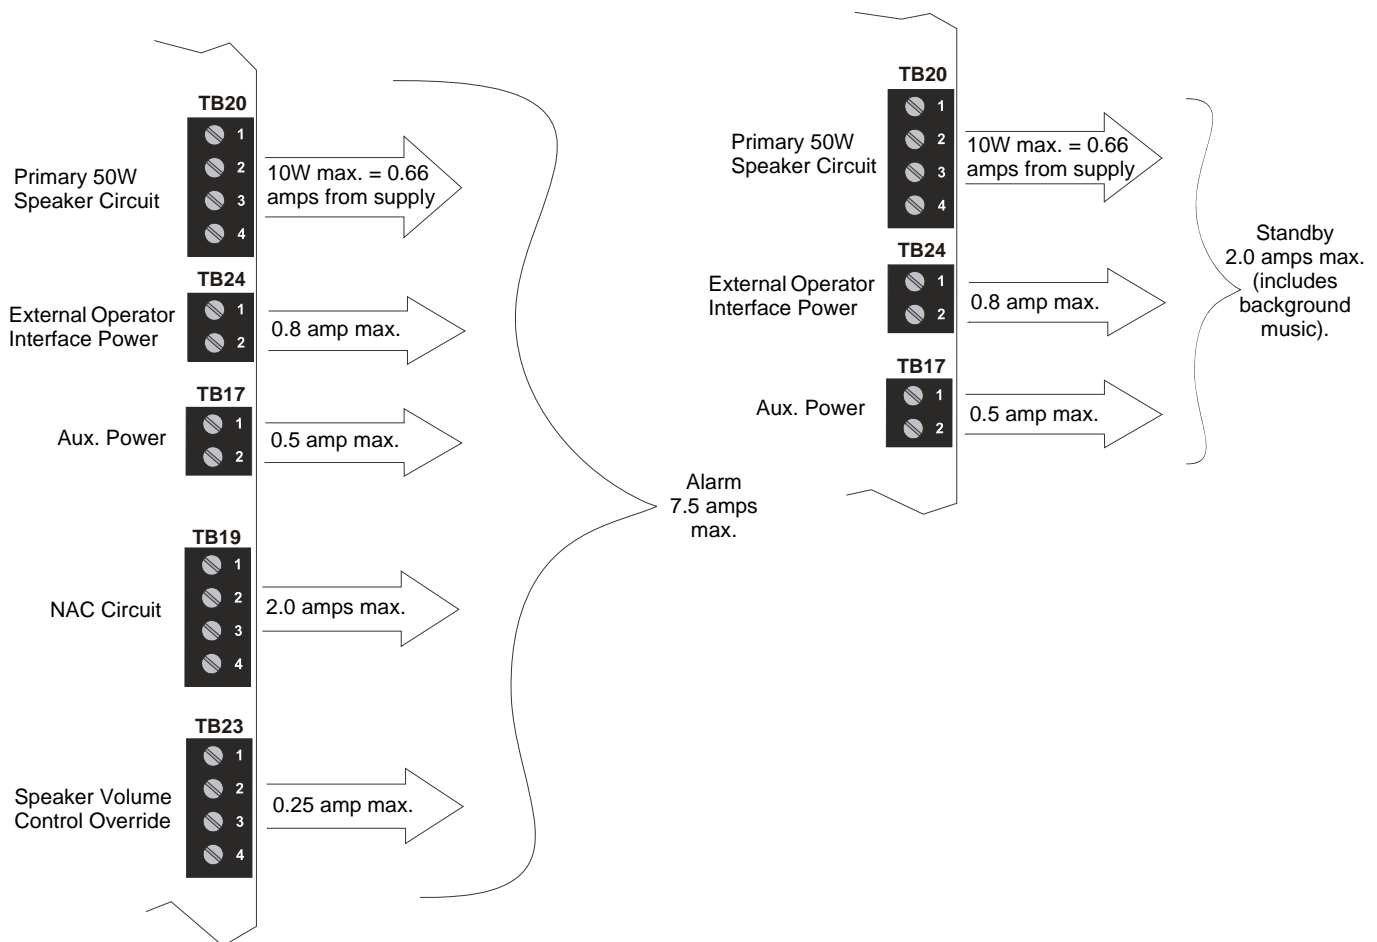 TB20
1
2
3
4
Primary 50W
Speaker Circuit
10W max. = 0.66
amps from supply
TB24
1
2
External Operator
Interface Power
0.8 amp max.
TB17
1
2
Aux. Power
0.5 amp max.
TB19
1
2
3
4
NAC Circuit
2.0 amps max.
TB23
1
2
3
4
Speaker Volume
Control Override
0.25 amp max.
Alarm
7.5 amps
max.
TB20
1
2
3
4
Primary 50W
Speaker Circuit
10W max. = 0.66
amps from supply
TB24
1
2
External Operator
Interface Power
0.8 amp max.
TB17
1
2
Aux. Power
0.5 amp max.
Standby
2.0 amps max.
(includes
background
music).